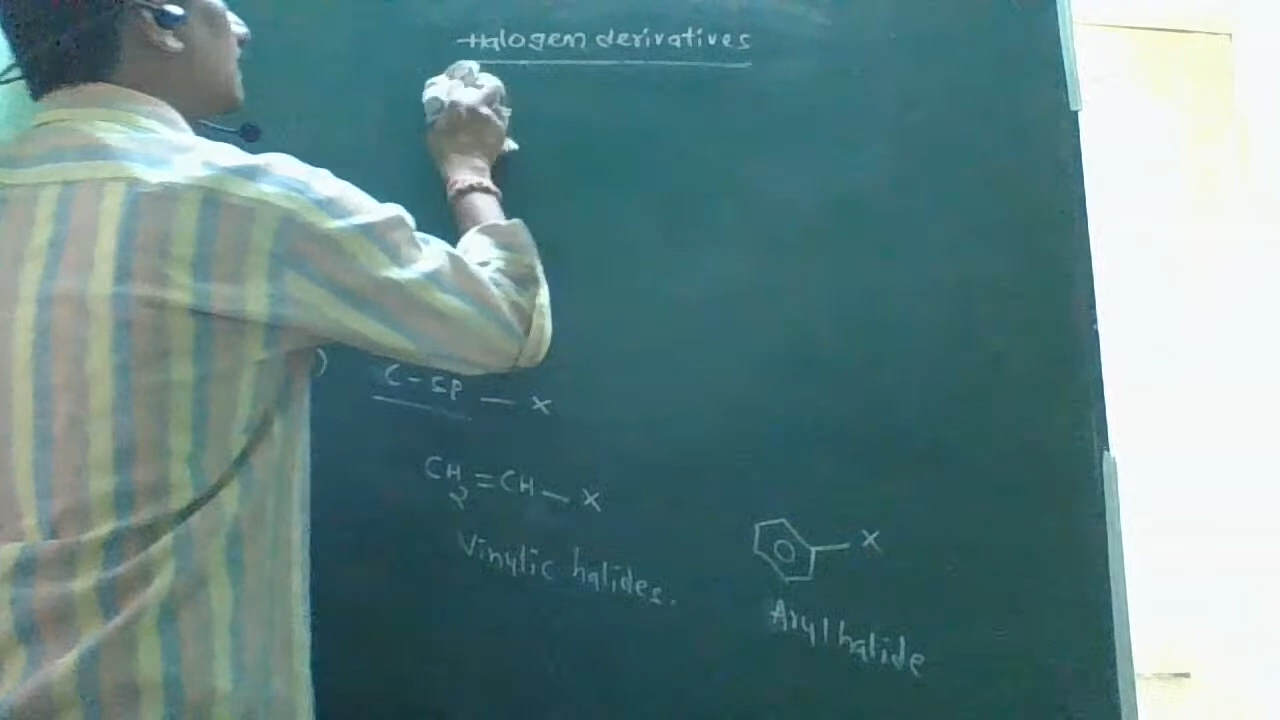 Halogen derivatives
)
C - sp — X
CH2 = CH — X
Vinylic halides.
X
Aryl halide